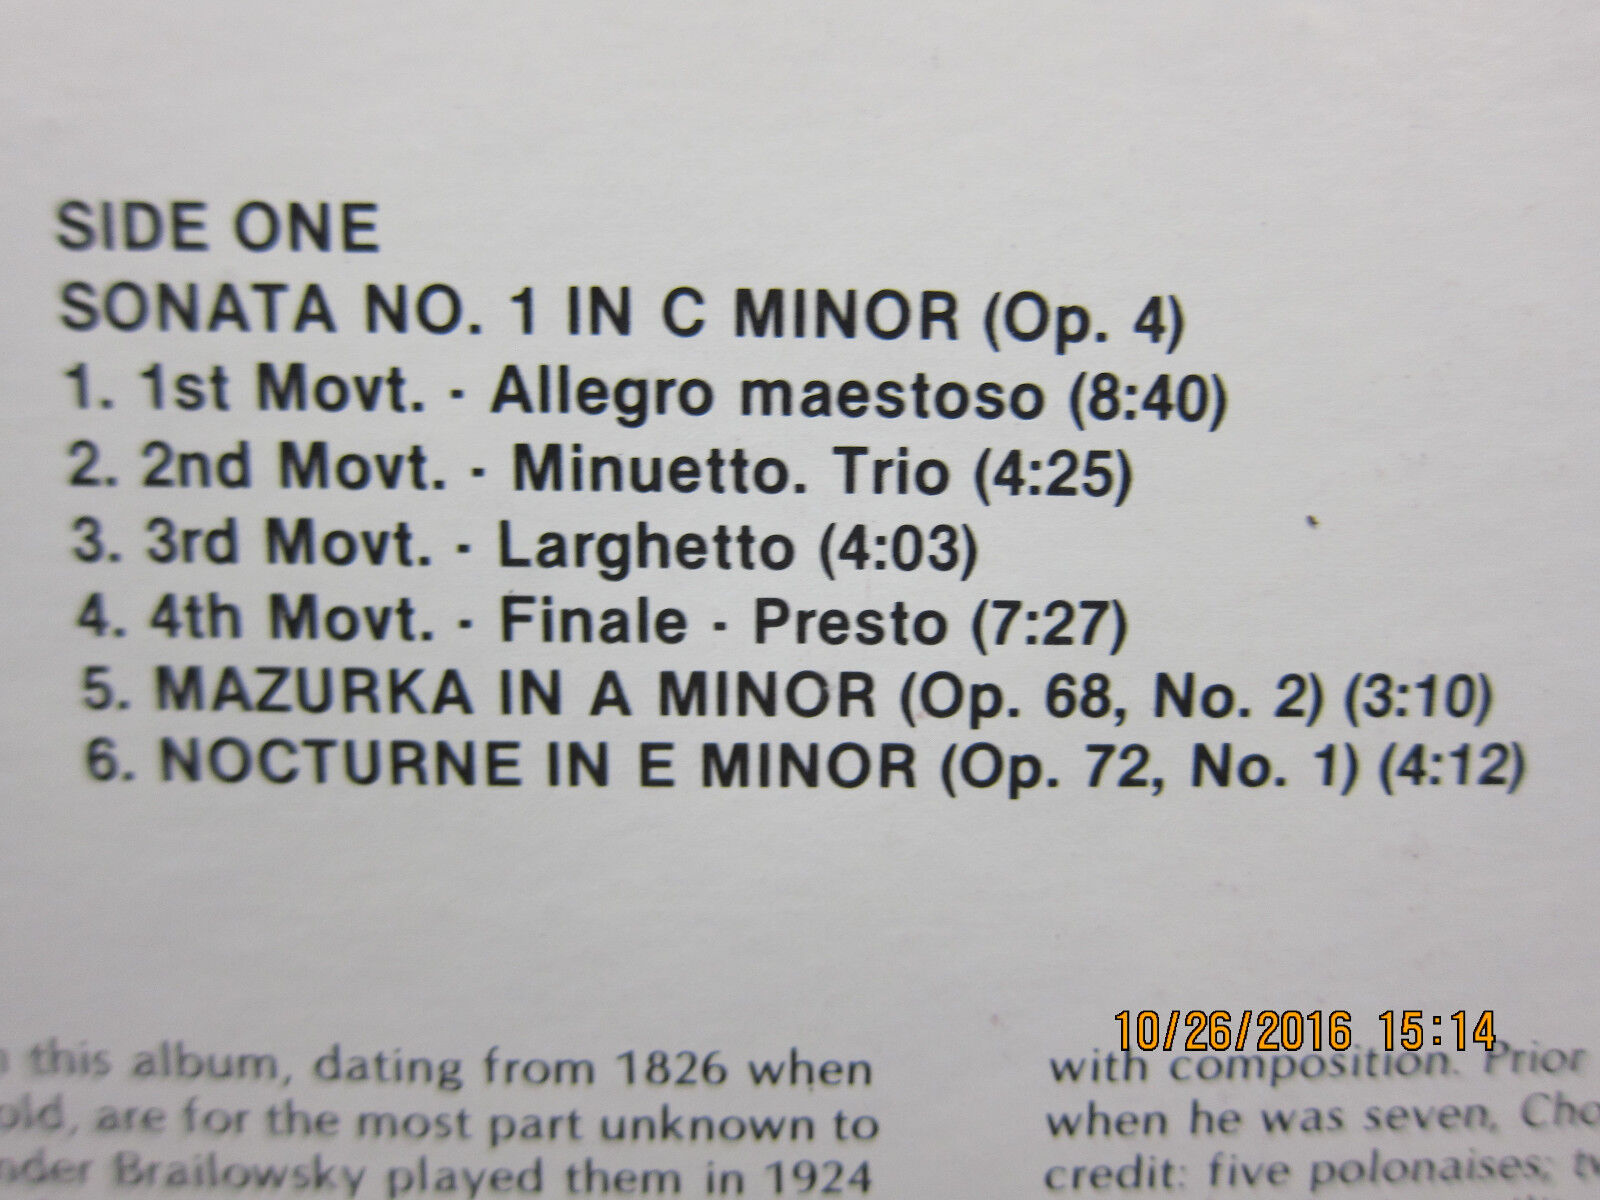 SIDE ONE
SONATA NO. 1 IN C MINOR (Op. 4)
1. 1st Movt. - Allegro maestoso (8:40)
2. 2nd Movt. - Minuetto. Trio (4:25)
3. 3rd Movt. - Larghetto (4:03)
4. 4th Movt. - Finale - Presto (7:27)
5. MAZURKA IN A MINOR (Op. 68, No. 2) (3:10)
6. NOCTURNE IN E MINOR (Op. 72, No. 1) (4:12)
10/26/2016 15:14
this album, dating from 1826 when
are for the most part unknown to
Brailowsky played them in 1924
with composition. Prior
when he was seven,
credit: five polonaises;